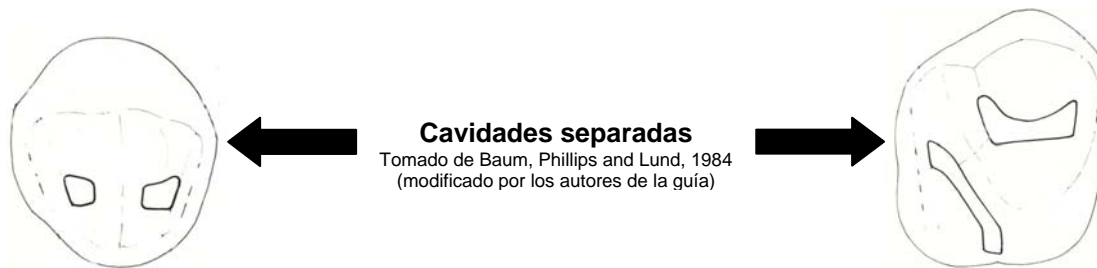 Cavidades separadas
Tomado de Baum, Phillips and Lund, 1984
(modificado por los autores de la guía)